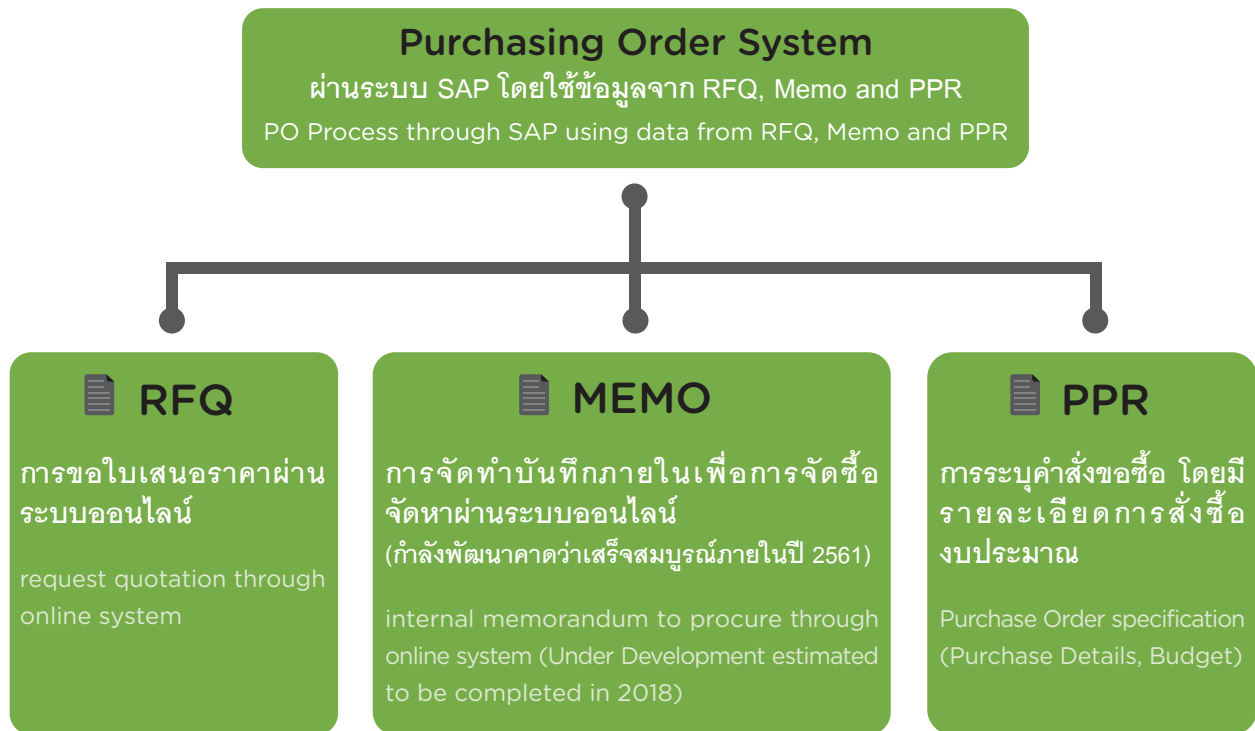 Purchasing Order System
ผ่านระบบ SAP โดยใช้ข้อมูลจาก RFQ, Memo and PPR
PO Process through SAP using data from RFQ, Memo and PPR
RFQ
การขอใบเสนอราคาผ่าน
ระบบออนไลน์
request quotation through
online system
MEMO
การจัดทำบันทึกภายในเพื่อการจัดซื้อ
จัดหาผ่านระบบออนไลน์
(กำลังพัฒนาคาดว่าเสร็จสมบูรณ์ภายในปี 2561)
internal memorandum to procure through
online system (Under Development estimated
to be completed in 2018)
PPR
การระบุคำสั่งขอซื้อ โดยมี
รายละเอียดการสั่งซื้อ
งบประมาณ
Purchase Order specification
(Purchase Details, Budget)